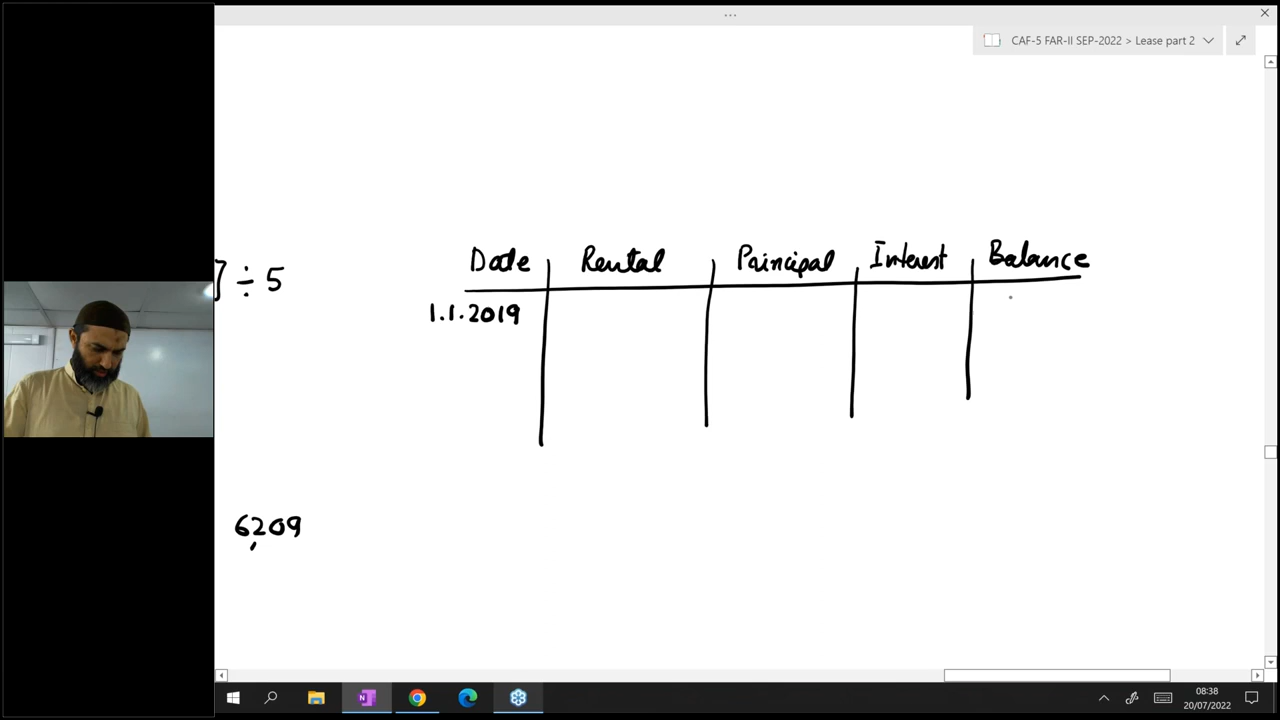 CAF-5 FAR-II SEP-2022 > Lease part 2
Date Rental Principal Interest Balance
] ÷ 5
1.1.2019
6209
08:38
20/07/2022